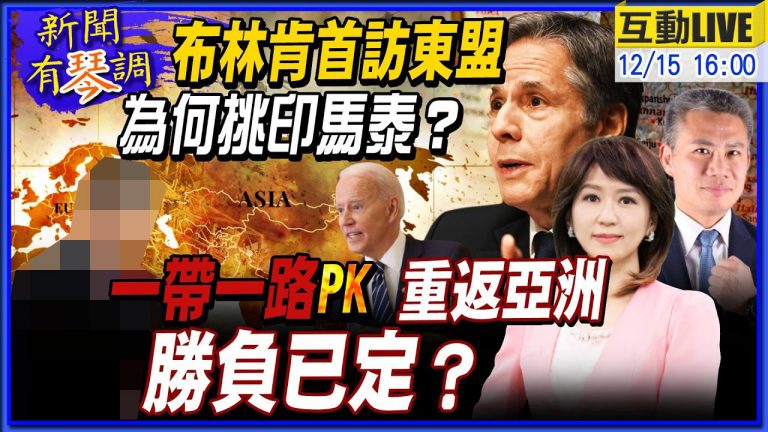 新聞
有琴調
布林肯首訪東盟
為何挑印馬泰？
互動LIVE
12/15 16:00
ASIA
一帶一路PK 重返亞洲
勝負已定？